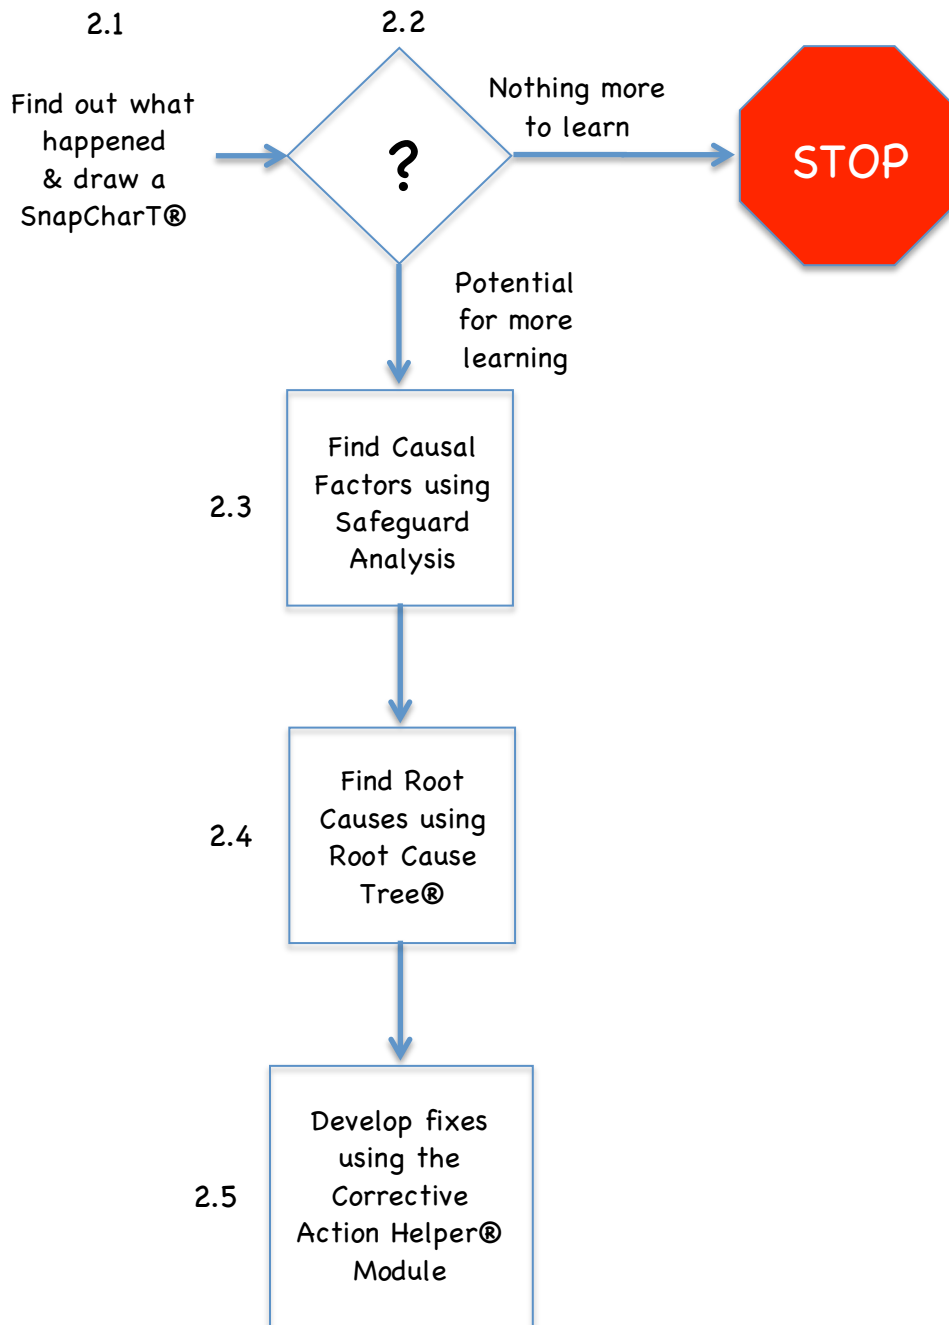 2.1
2.2
Find out what
happened
& draw a
SnapCharT®
?
Nothing more
to learn
STOP
Potential
for more
learning
2.3
Find Causal
Factors using
Safeguard
Analysis
2.4
Find Root
Causes using
Root Cause
Tree®
2.5
Develop fixes
using the
Corrective
Action Helper®
Module